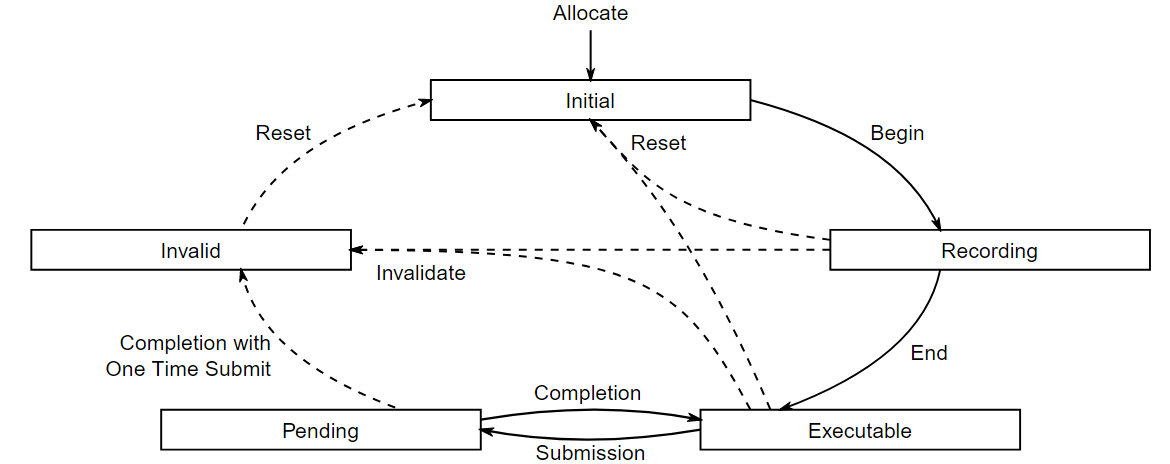 Allocate
Initial
Reset
Reset
Begin
Invalid
Recording
Invalidate
Completion with
One Time Submit
End
Completion
Pending
Executable
Submission